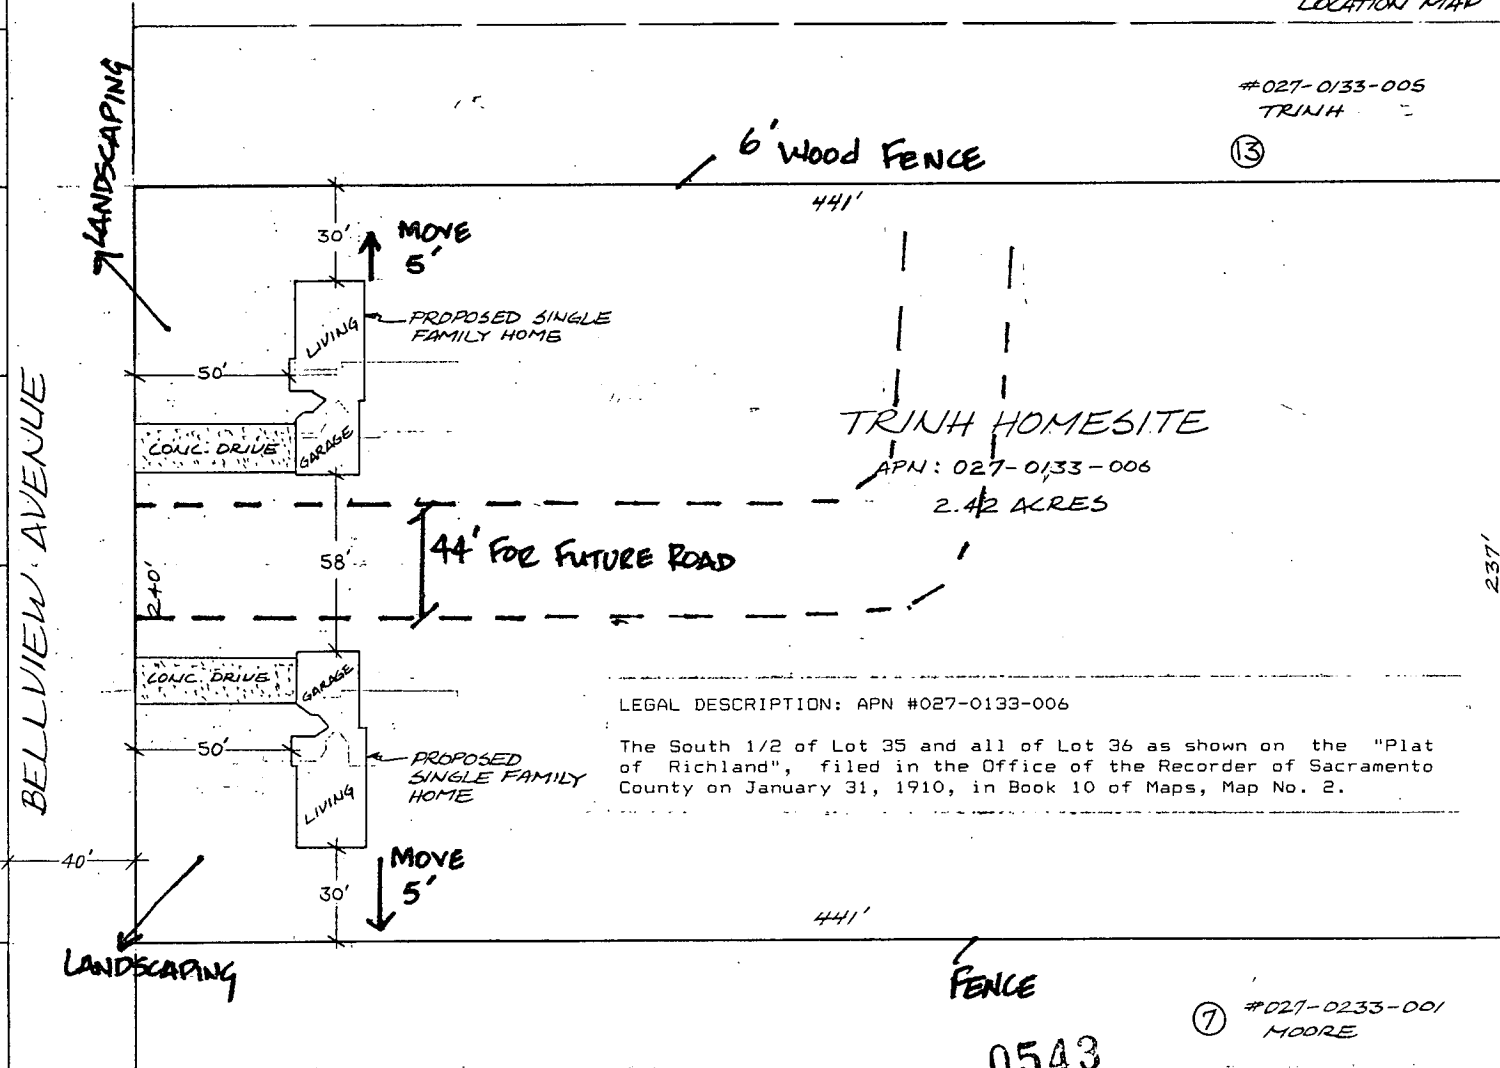 LOCATION MAP
#027-0133-005
TRINH
13
LANDSCAPING
6' WOOD FENCE
441'
30'
MOVE
5'
PROPOSED SINGLE
FAMILY HOME
LIVING
50'
CONC. DRIVE
GARAGE
TRINH HOMESITE
APN: 027-0133-006
2.42 ACRES
BELLVIEW AVENUE
44' FOR FUTURE ROAD
58'
240'
237'
CONC. DRIVE
GARAGE
LEGAL DESCRIPTION: APN #027-0133-006
The South 1/2 of Lot 35 and all of Lot 36 as shown on the "Plat
of Richland", filed in the Office of the Recorder of Sacramento
County on January 31, 1910, in Book 10 of Maps, Map No. 2.
50'
PROPOSED
SINGLE FAMILY
HOME
LIVING
40'
MOVE
5'
30'
441'
LANDSCAPING
FENCE
7
#027-0233-001
MOORE
0543